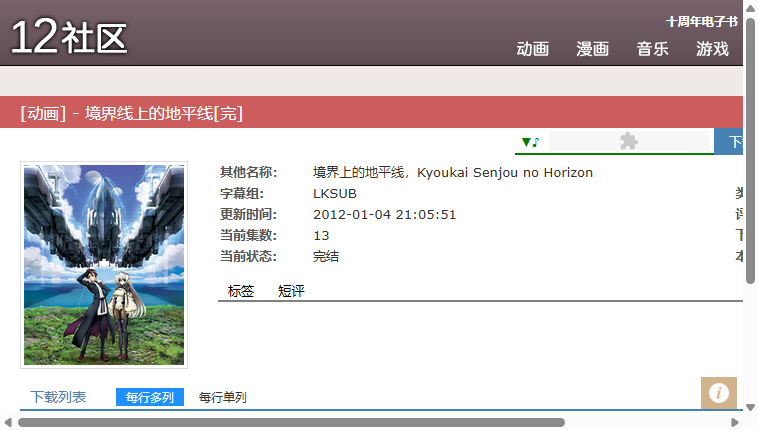 12社区
十周年电子书
动画 漫画 音乐 游戏
[动画] - 境界线上的地平线[完]
▼♪
其他名称: 境界上的地平线，Kyoukai Senjou no Horizon
字幕组: LKSUB
更新时间: 2012-01-04 21:05:51
当前集数: 13
当前状态: 完结
标签 短评
下载列表 每行多列 每行单列